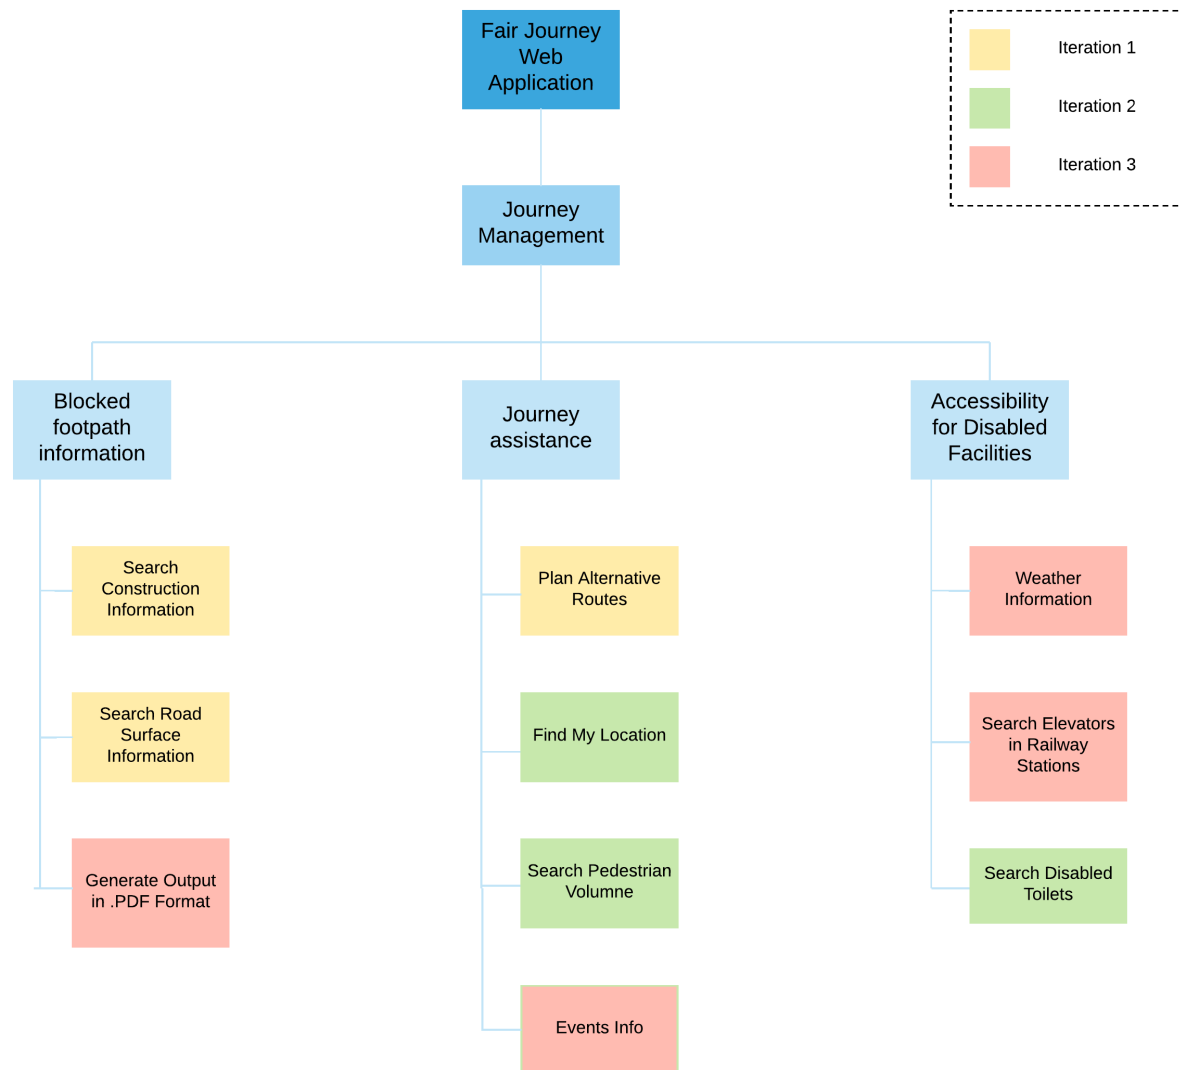 Fair Journey
Web
Application
Iteration 1
Iteration 2
Iteration 3
Journey
Management
Blocked
footpath
information
Journey
assistance
Accessibility
for Disabled
Facilities
Search
Construction
Information
Plan Alternative
Routes
Weather
Information
Search Road
Surface
Information
Find My Location
Search Elevators
in Railway
Stations
Generate Output
in .PDF Format
Search Pedestrian
Volumne
Search Disabled
Toilets
Events Info